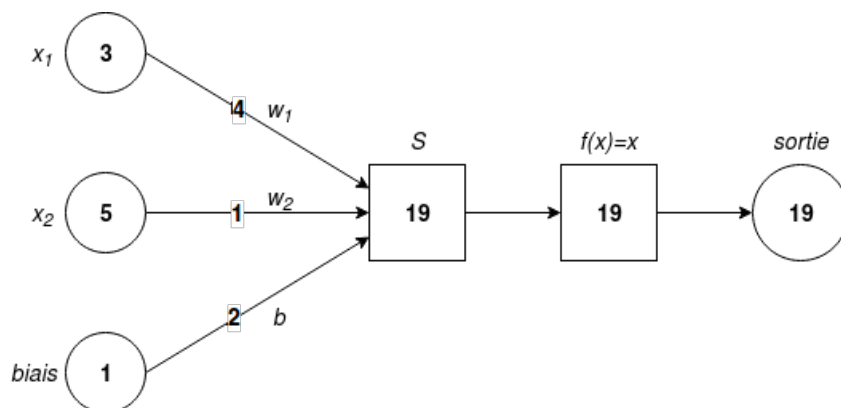 x1 3
4 w1
S f(x)=x sortie
x2 5 1 w2 19 19 19
2 b
biais 1